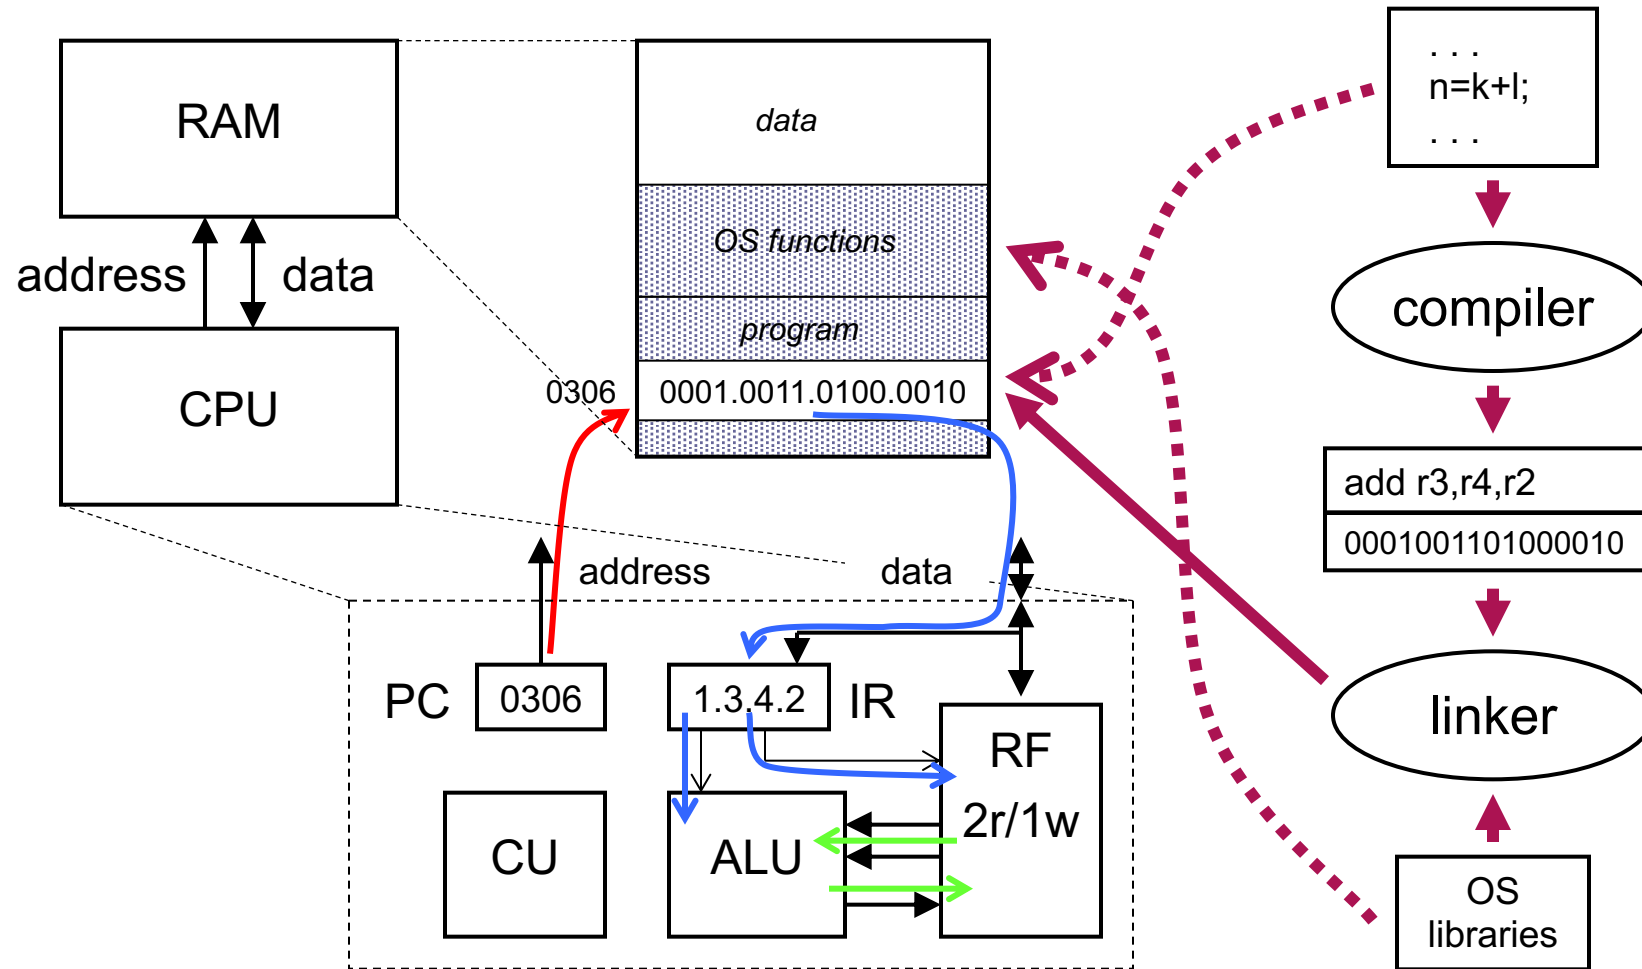 RAM
address
data
CPU
data
OS functions
program
0306
0001.0011.0100.0010
address
data
PC
0306
1.3.4.2
IR
CU
ALU
RF
2r/1w
. . .
n=k+l;
. . .
compiler
add r3,r4,r2
0001001101000010
linker
OS
libraries